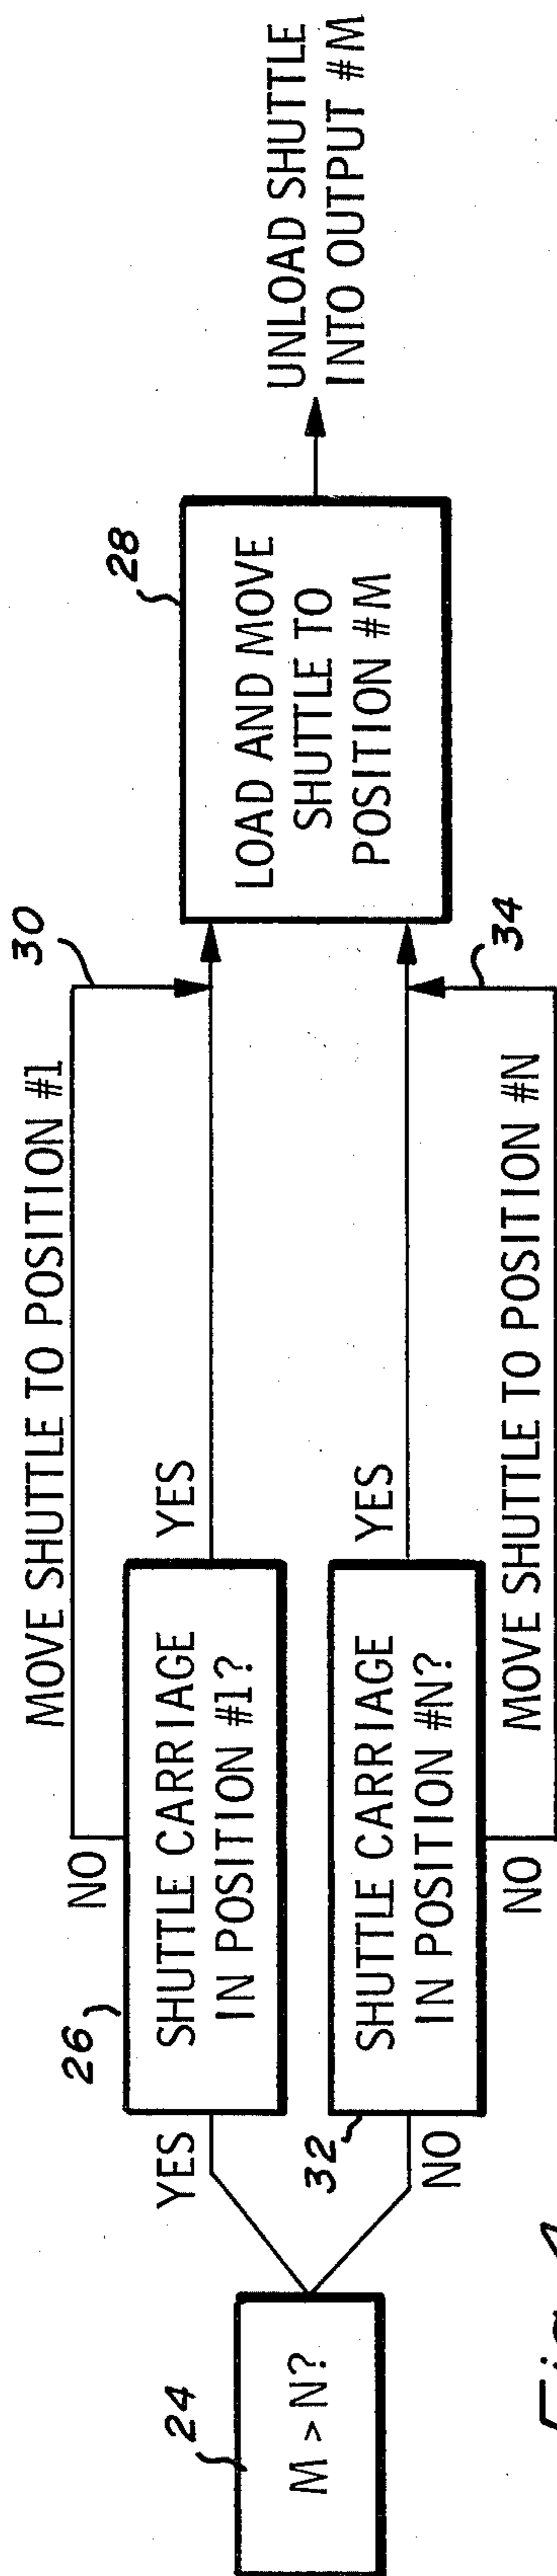 24
M > N?
YES
NO
26
SHUTTLE CARRIAGE
IN POSITION #1?
NO
MOVE SHUTTLE TO POSITION #1
30
YES
32
SHUTTLE CARRIAGE
IN POSITION #N?
NO
MOVE SHUTTLE TO POSITION #N
34
YES
28
LOAD AND MOVE
SHUTTLE TO
POSITION #M
UNLOAD SHUTTLE
INTO OUTPUT #M